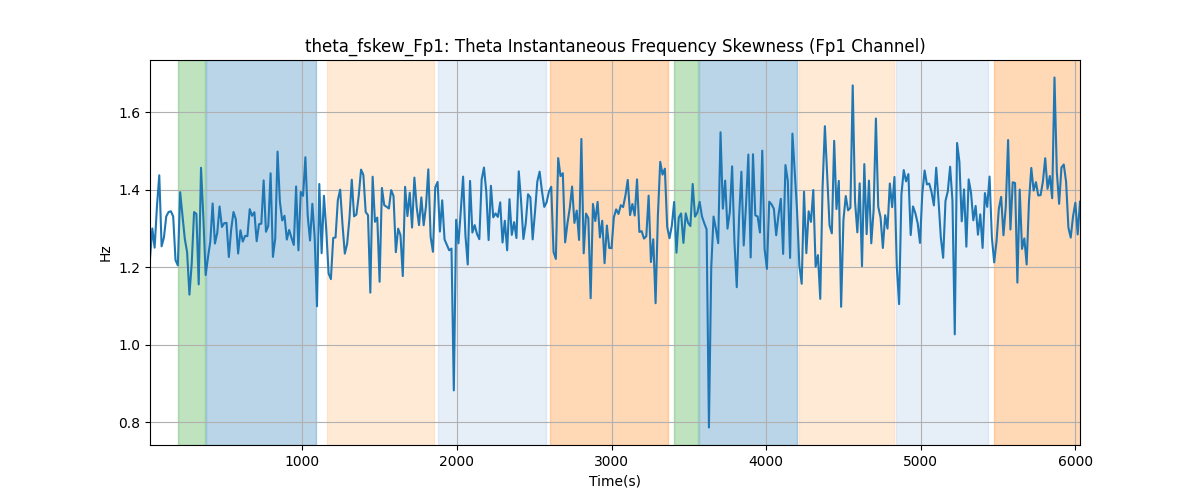 theta_fskew_Fp1: Theta Instantaneous Frequency Skewness (Fp1 Channel)
Hz
1.6
1.4
1.2
1.0
0.8
1000 2000 3000 4000 5000 6000
Time(s)